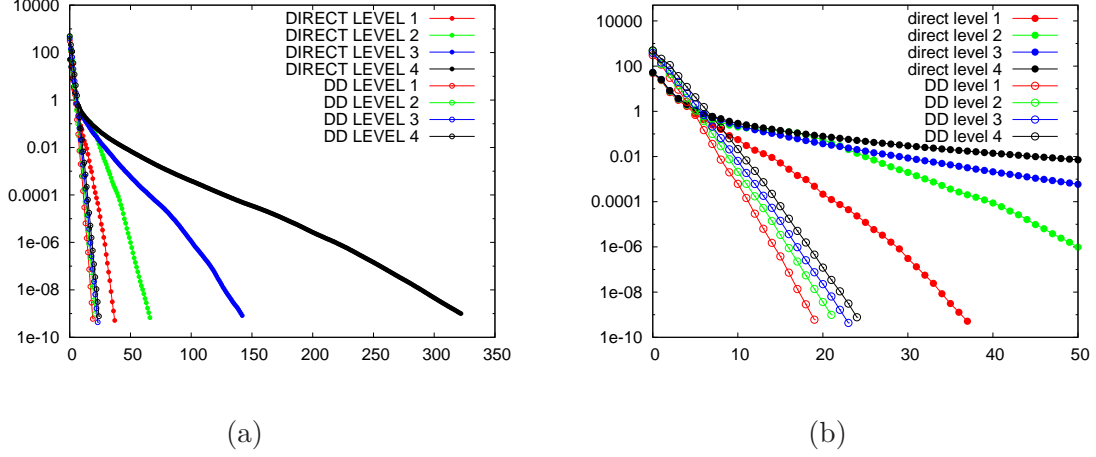 10000
100
1
0.01
0.0001
1e-06
1e-08
1e-10
0
50
100
150
200
250
300
350
DIRECT LEVEL 1
DIRECT LEVEL 2
DIRECT LEVEL 3
DIRECT LEVEL 4
DD LEVEL 1
DD LEVEL 2
DD LEVEL 3
DD LEVEL 4
(a)
10000
100
1
0.01
0.0001
1e-06
1e-08
1e-10
0
10
20
30
40
50
direct level 1
direct level 2
direct level 3
direct level 4
DD level 1
DD level 2
DD level 3
DD level 4
(b)